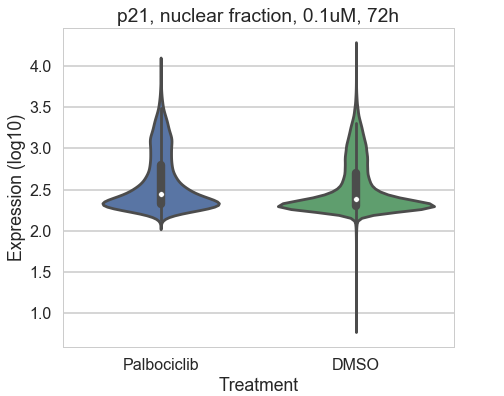 p21, nuclear fraction, 0.1uM, 72h
Expression (log10)
4.0
3.5
3.0
2.5
2.0
1.5
1.0
Palbociclib DMSO
Treatment